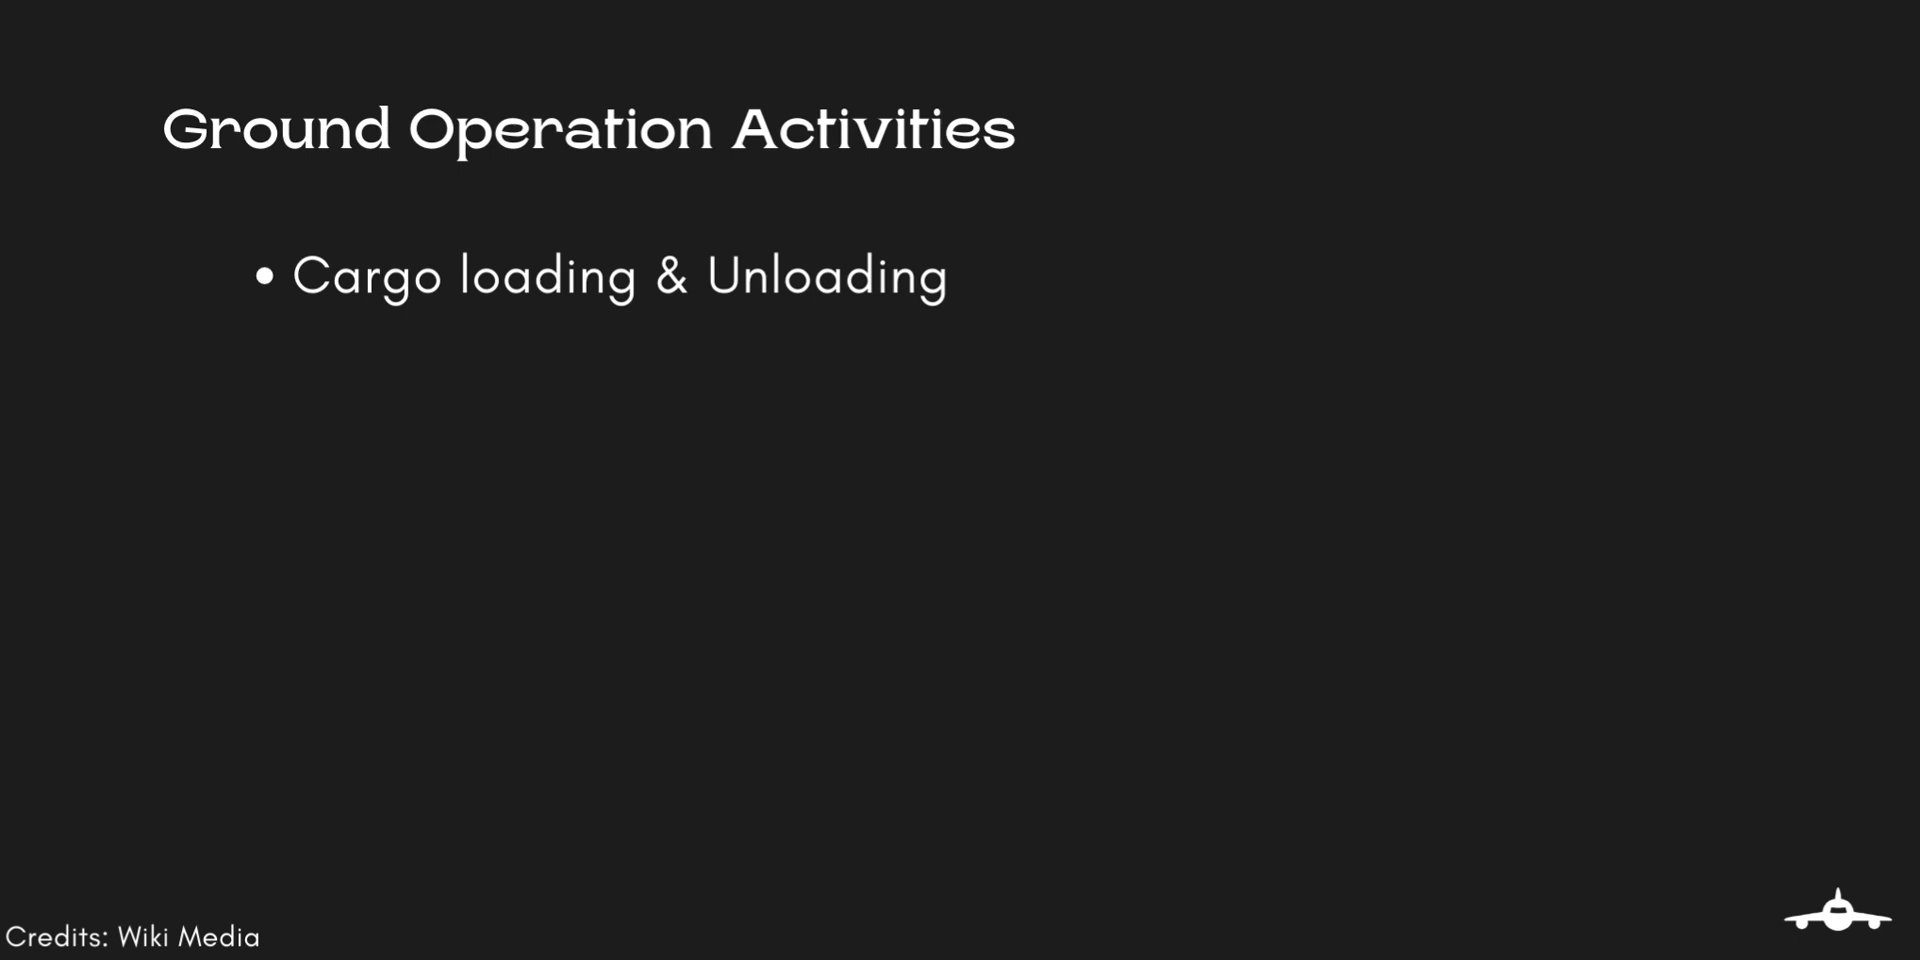 Ground Operation Activities
• Cargo loading & Unloading
Credits: Wiki Media